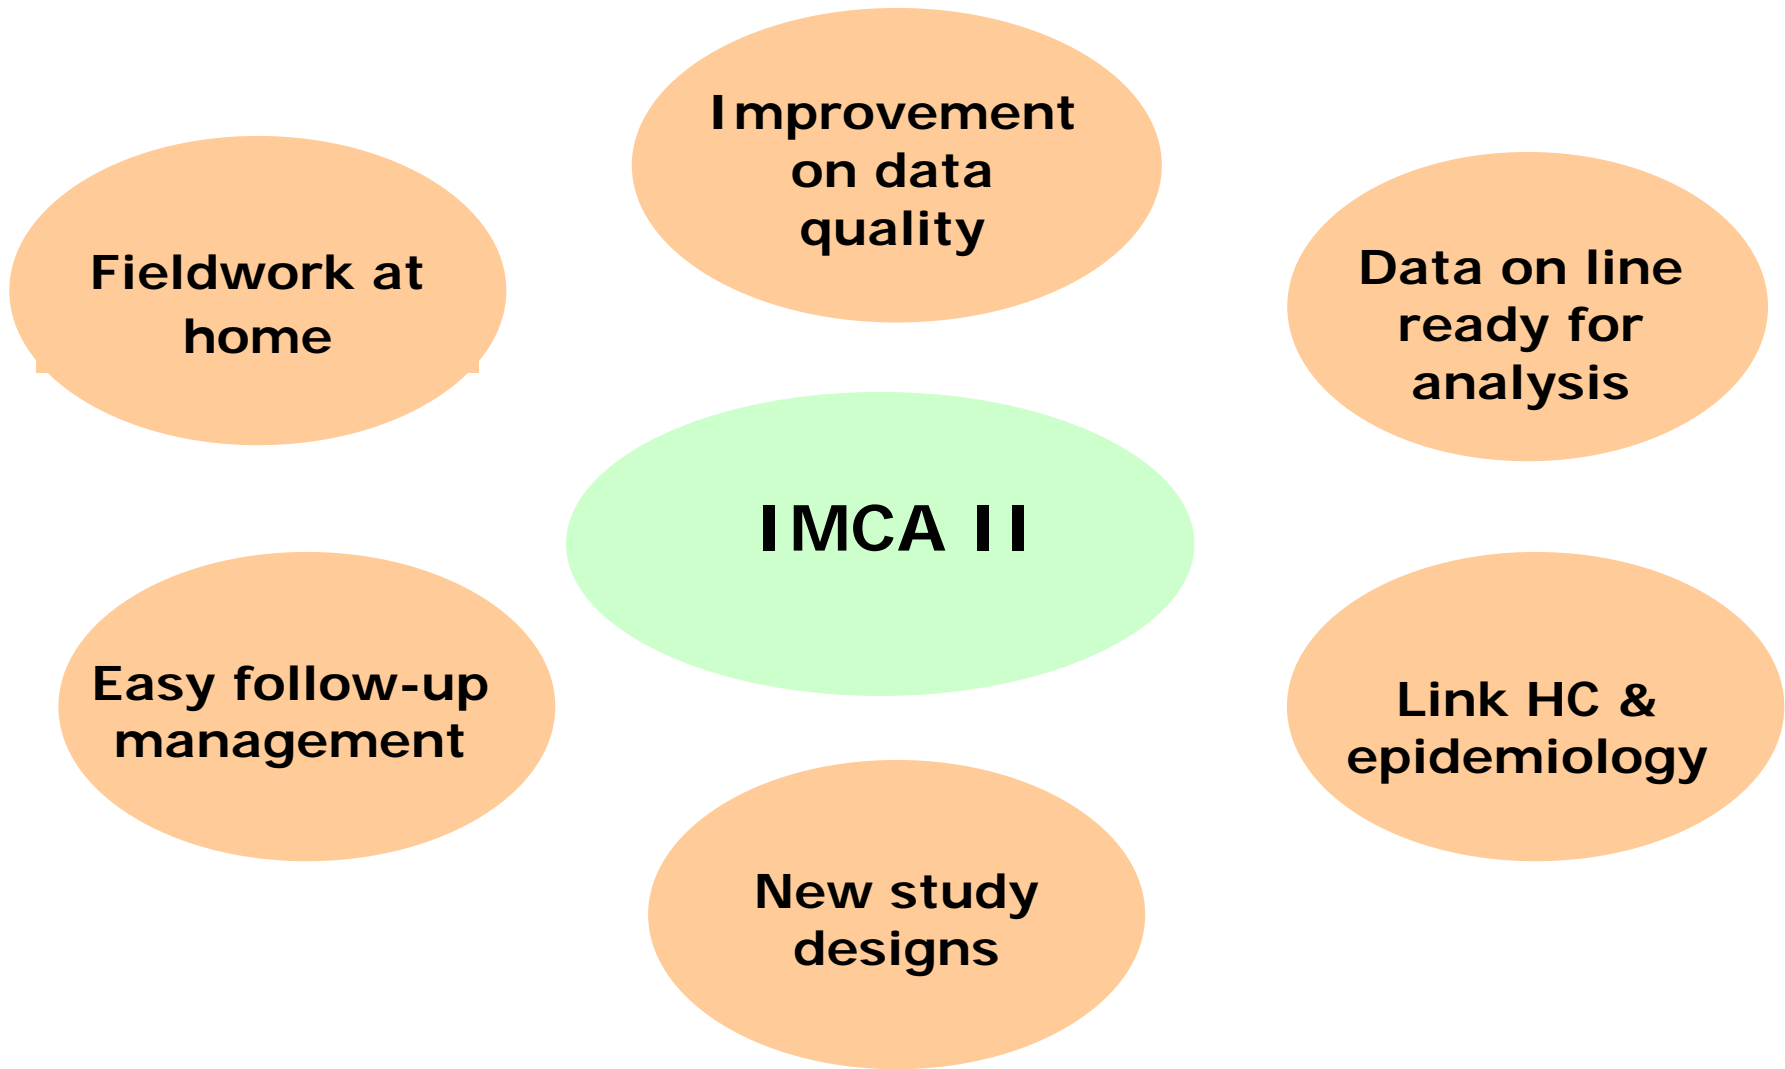 Improvement
on data
quality
Fieldwork at
home
Data on line
ready for
analysis
IMCA II
Easy follow-up
management
Link HC &
epidemiology
New study
designs